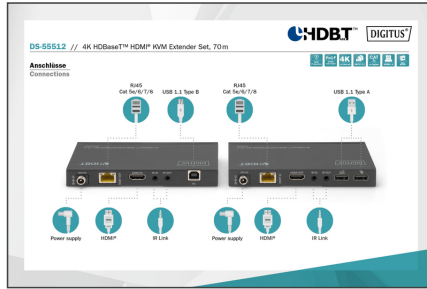 HDBT
DIGITUS®
DS-55512 // 4K HDBaseT™ HDMI® KVM Extender Set, 70 m
Anschlüsse
Connections
RJ45
Cat 5e/6/7/8
USB 1.1 Type B
RJ45
Cat 5e/6/7/8
USB 1.1 Type A
Power supply
HDMI®
IR Link
Power supply
HDMI®
IR Link